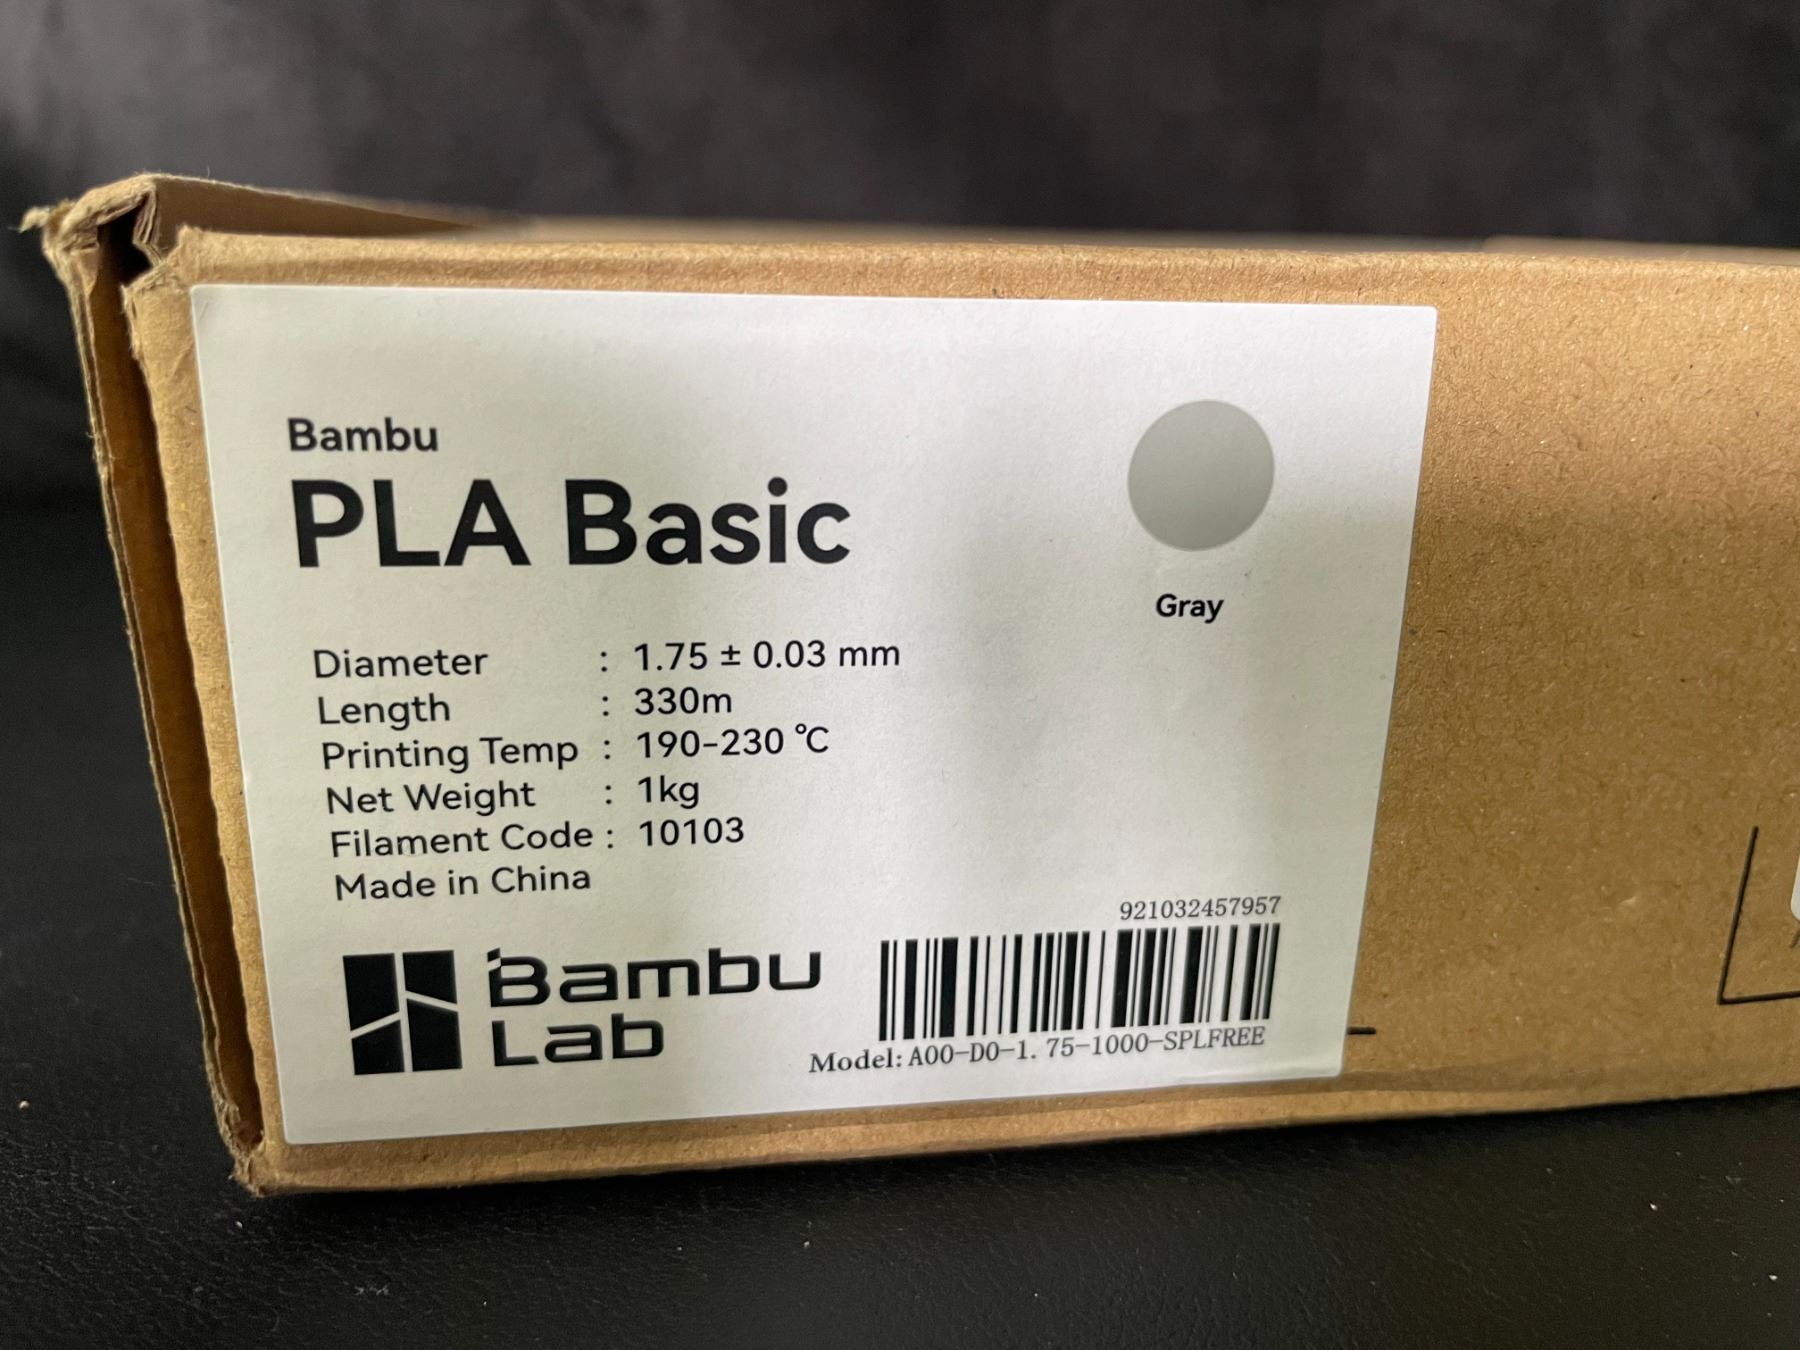 Bambu
PLA Basic
Gray
Diameter : 1.75 ± 0.03 mm
Length : 330m
Printing Temp : 190-230 ℃
Net Weight : 1kg
Filament Code : 10103
Made in China
921032457957
Bambu
Lab
Model: A00-D0-1. 75-1000-SPLFREE